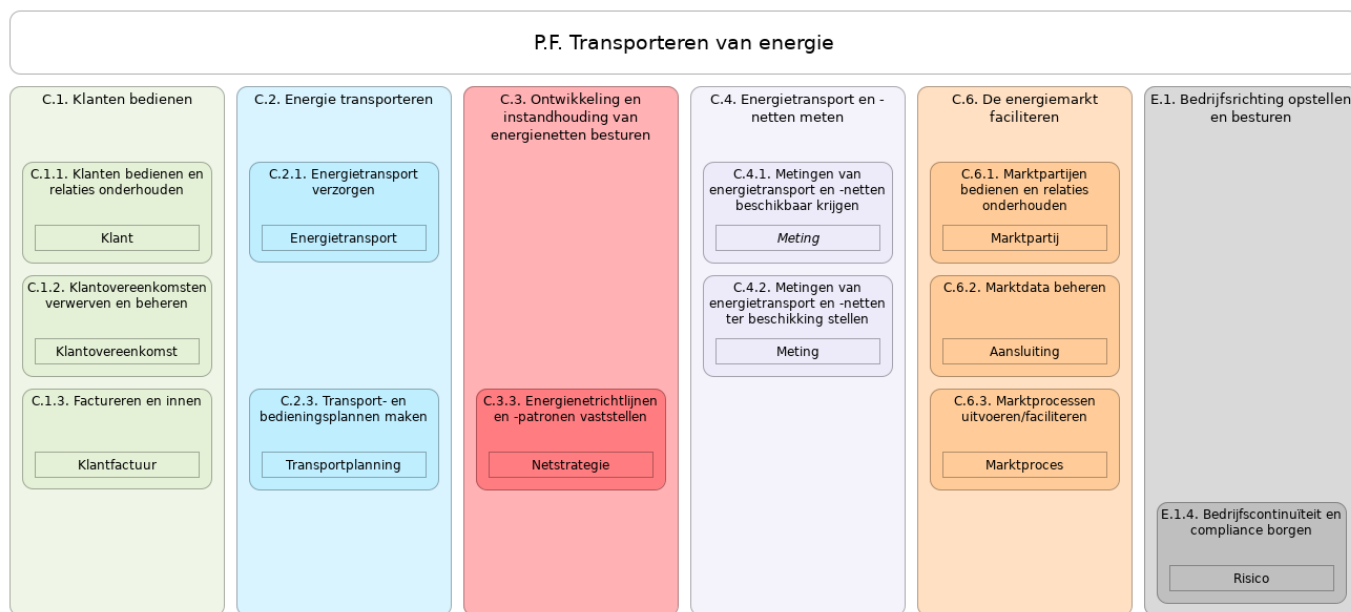 P.F. Transporteren van energie
C.1. Klanten bedienen
C.1.1. Klanten bedienen en
relaties onderhouden
Klant
C.1.2. Klantovereenkomsten
verwerven en beheren
Klantovereenkomst
C.1.3. Factureren en innen
Klantfactuur
C.2. Energie transporteren
C.2.1. Energietransport
verzorgen
Energietransport
C.2.3. Transport- en
bedieningsplannen maken
Transportplanning
C.3. Ontwikkeling en
instandhouding van
energienetten besturen
C.3.3. Energienetrichtlijnen
en -patronen vaststellen
Netstrategie
C.4. Energietransport en -
netten meten
C.4.1. Metingen van
energietransport en -netten
beschikbaar krijgen
Meting
C.4.2. Metingen van
energietransport en -netten
ter beschikking stellen
Meting
C.6. De energiemarkt
faciliteren
C.6.1. Marktpartijen
bedienen en relaties
onderhouden
Marktpartij
C.6.2. Marktdata beheren
Aansluiting
C.6.3. Marktprocessen
uitvoeren/faciliteren
Marktproces
E.1. Bedrijfsrichting opstellen
en besturen
E.1.4. Bedrijfscontinuïteit en
compliance borgen
Risico